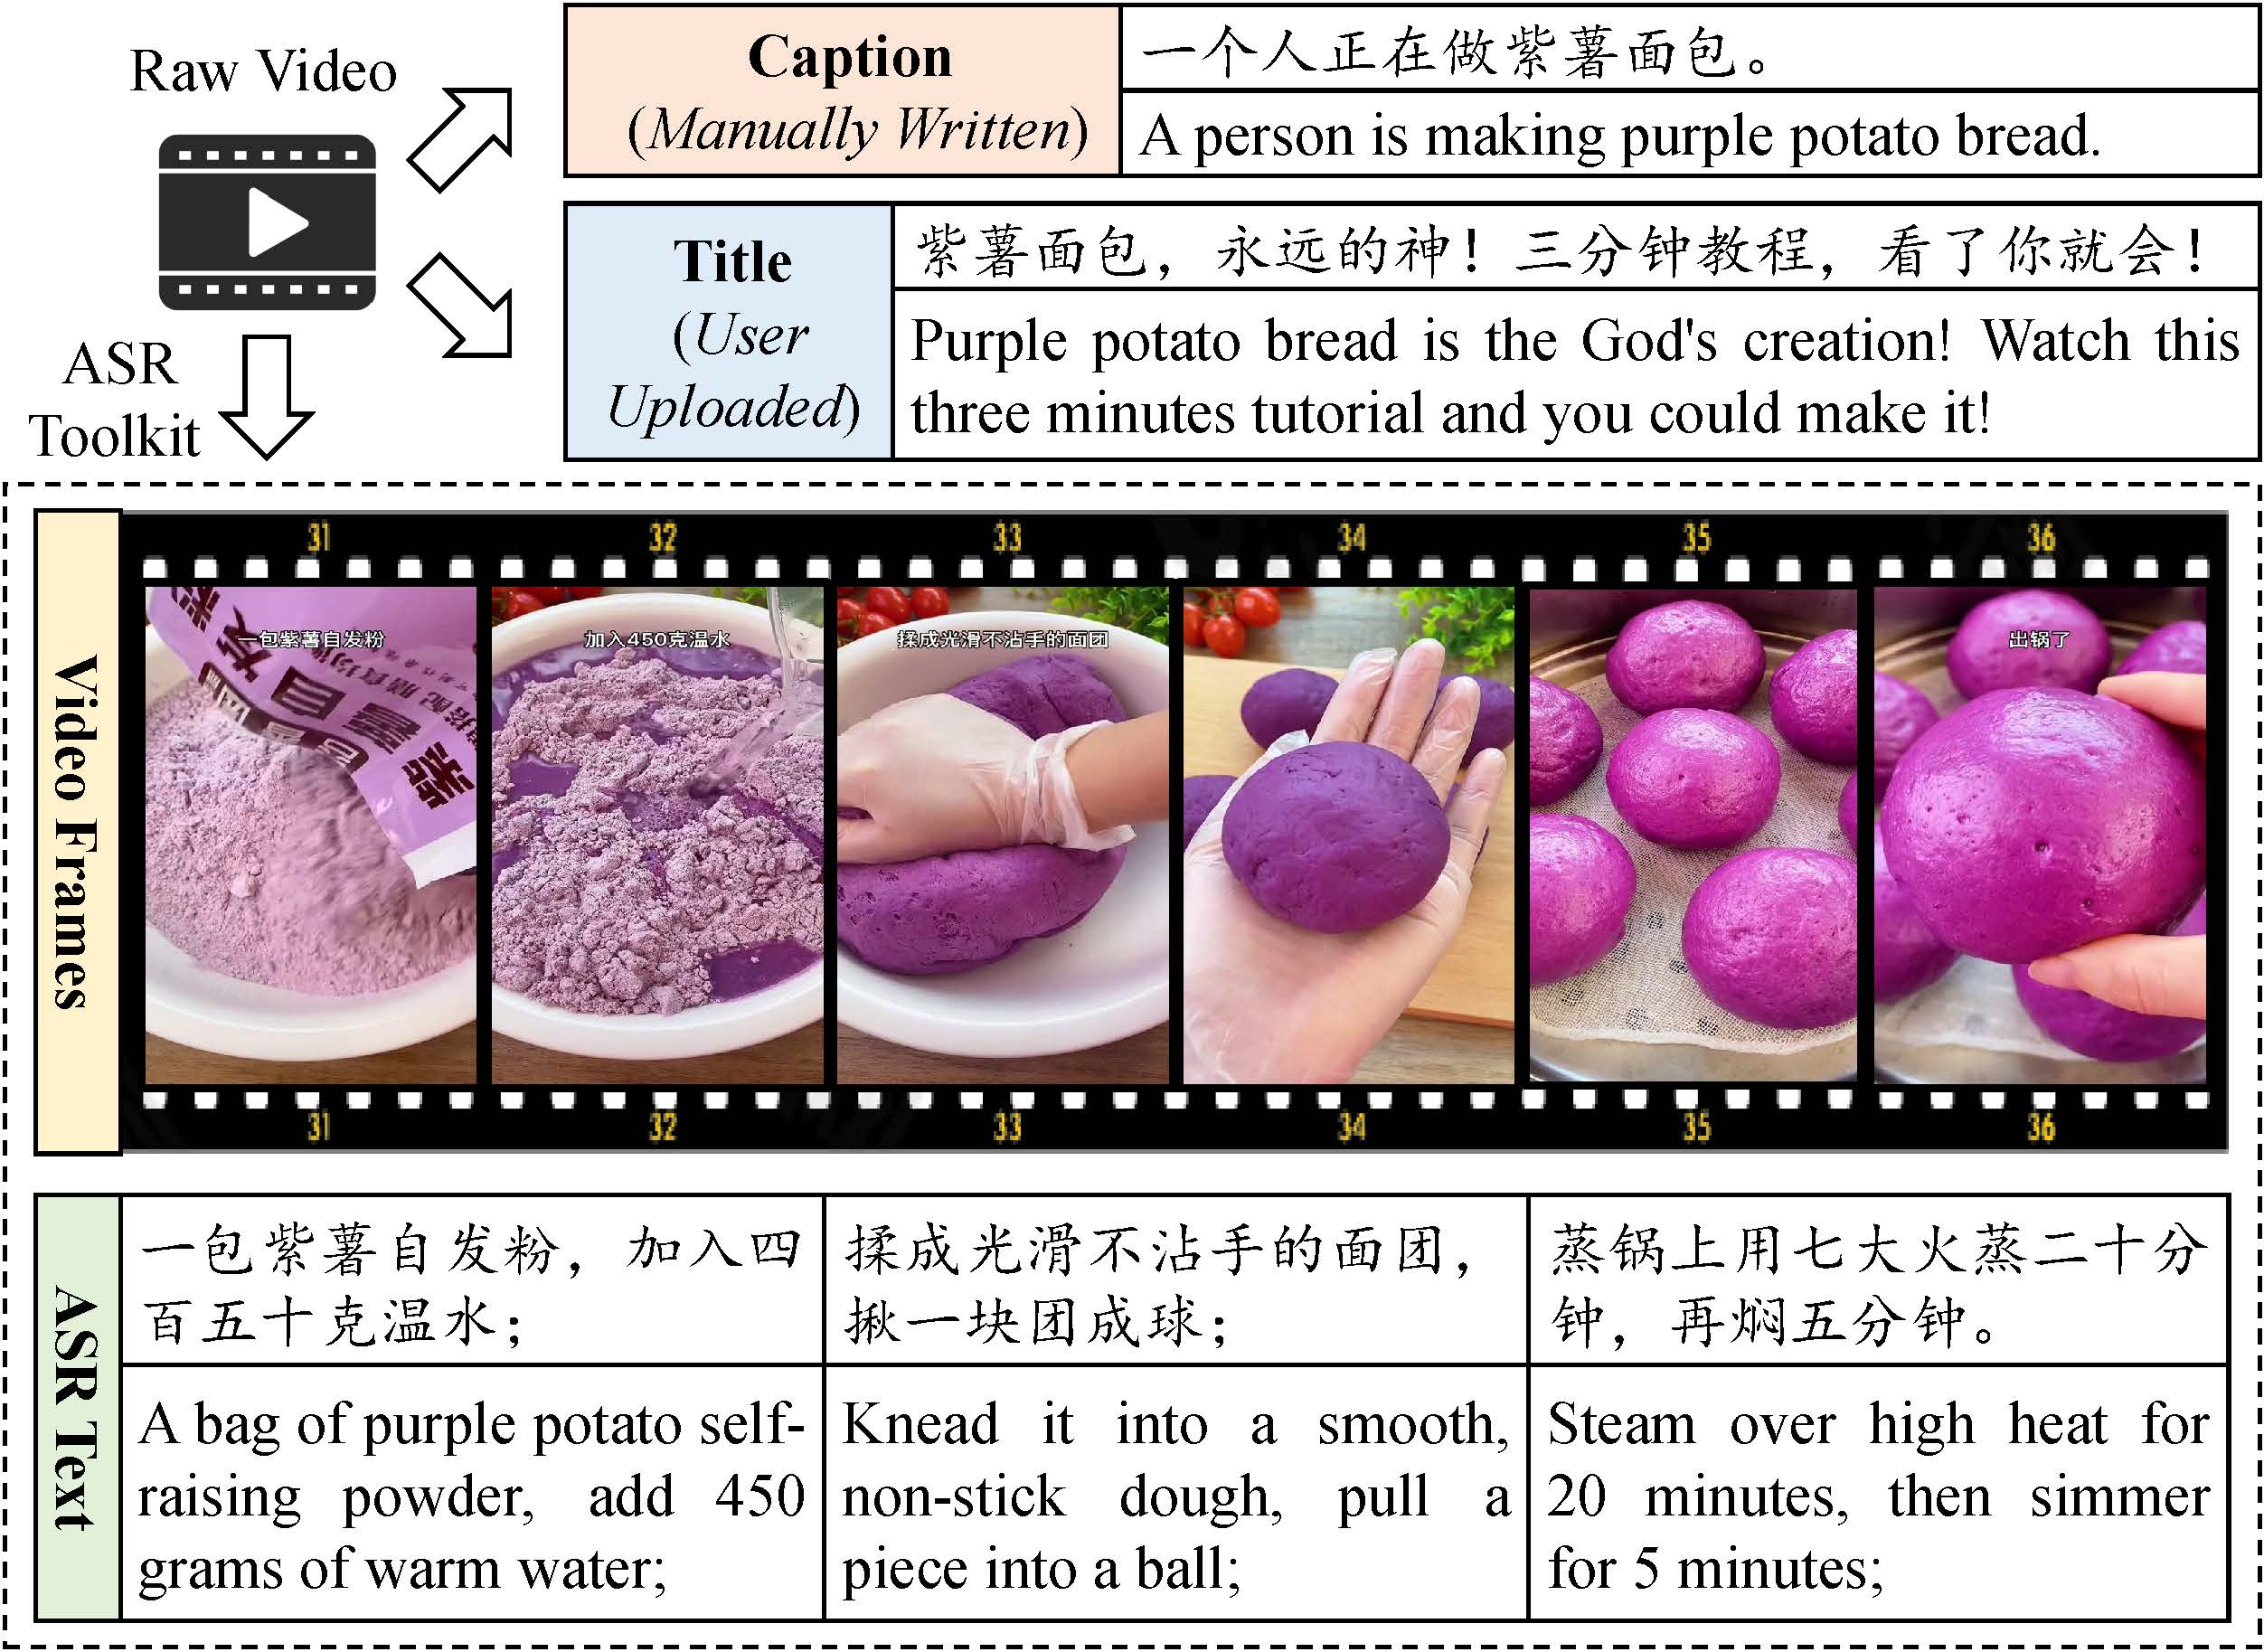 Raw Video
Caption
(Manually Written)
一个人正在做紫薯面包。
A person is making purple potato bread.
Title
(User
Uploaded)
紫薯面包，永远的神！三分钟教程，看了你就会！
Purple potato bread is the God's creation! Watch this
three minutes tutorial and you could make it!
ASR
Toolkit
Video Frames
31
32
33
34
35
36
一包紫薯自发粉
加入450克温水
揉成光滑不沾手的面团
出锅了
紫薯自发
31
32
33
34
35
36
ASR Text
一包紫薯自发粉，加入四
百五十克温水；
A bag of purple potato self-
raising powder, add 450
grams of warm water;
揉成光滑不沾手的面团，
揪一块团成球；
Knead it into a smooth,
non-stick dough, pull a
piece into a ball;
蒸锅上用七大火蒸二十分
钟，再焖五分钟。
Steam over high heat for
20 minutes, then simmer
for 5 minutes;